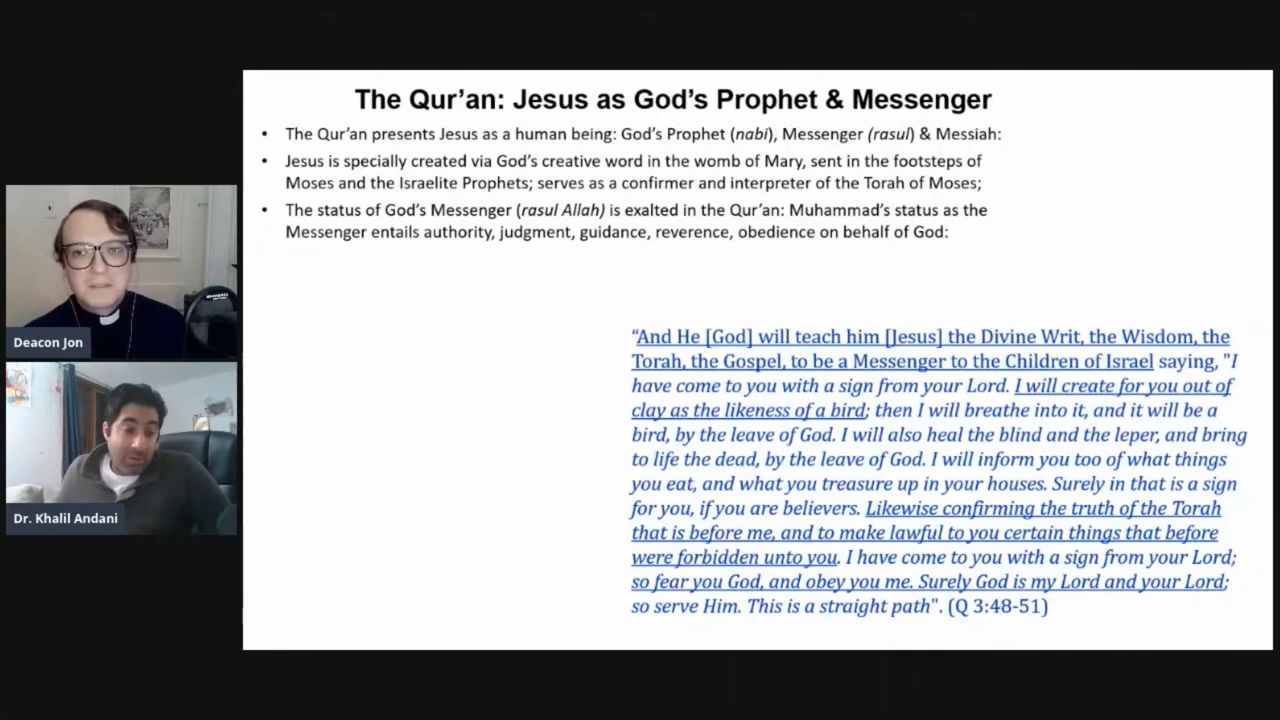 The Qur’an: Jesus as God’s Prophet & Messenger
• The Qur’an presents Jesus as a human being: God’s Prophet (nabi), Messenger (rasul) & Messiah:
• Jesus is specially created via God’s creative word in the womb of Mary, sent in the footsteps of
Moses and the Israelite Prophets; serves as a confirmer and interpreter of the Torah of Moses;
• The status of God’s Messenger (rasul Allah) is exalted in the Qur’an: Muhammad’s status as the
Messenger entails authority, judgment, guidance, reverence, obedience on behalf of God:
“And He [God] will teach him [Jesus] the Divine Writ, the Wisdom, the
Torah, the Gospel, to be a Messenger to the Children of Israel saying, "I
have come to you with a sign from your Lord. I will create for you out of
clay as the likeness of a bird; then I will breathe into it, and it will be a
bird, by the leave of God. I will also heal the blind and the leper, and bring
to life the dead, by the leave of God. I will inform you too of what things
you eat, and what you treasure up in your houses. Surely in that is a sign
for you, if you are believers. Likewise confirming the truth of the Torah
that is before me, and to make lawful to you certain things that before
were forbidden unto you. I have come to you with a sign from your Lord;
so fear you God, and obey you me. Surely God is my Lord and your Lord;
so serve Him. This is a straight path". (Q 3:48-51)
Deacon Jon
Dr. Khalil Andani